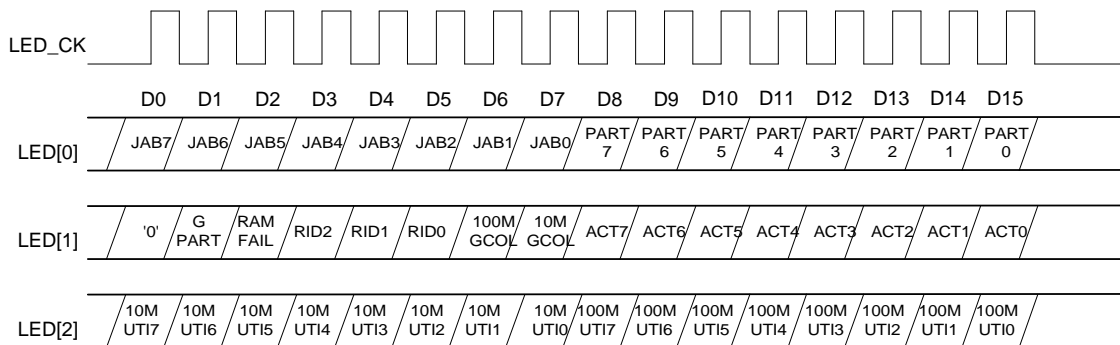 LED_CK
D0 D1 D2 D3 D4 D5 D6 D7 D8 D9 D10 D11 D12 D13 D14 D15
LED[0] JAB7 JAB6 JAB5 JAB4 JAB3 JAB2 JAB1 JAB0 PART 7 PART 6 PART 5 PART 4 PART 3 PART 2 PART 1 PART 0
LED[1] '0' G PART RAM FAIL RID2 RID1 RID0 100M GCOL 10M GCOL ACT7 ACT6 ACT5 ACT4 ACT3 ACT2 ACT1 ACT0
LED[2] 10M UTI7 10M UTI6 10M UTI5 10M UTI4 10M UTI3 10M UTI2 10M UTI1 10M UTI0 100M UTI7 100M UTI6 100M UTI5 100M UTI4 100M UTI3 100M UTI2 100M UTI1 100M UTI0